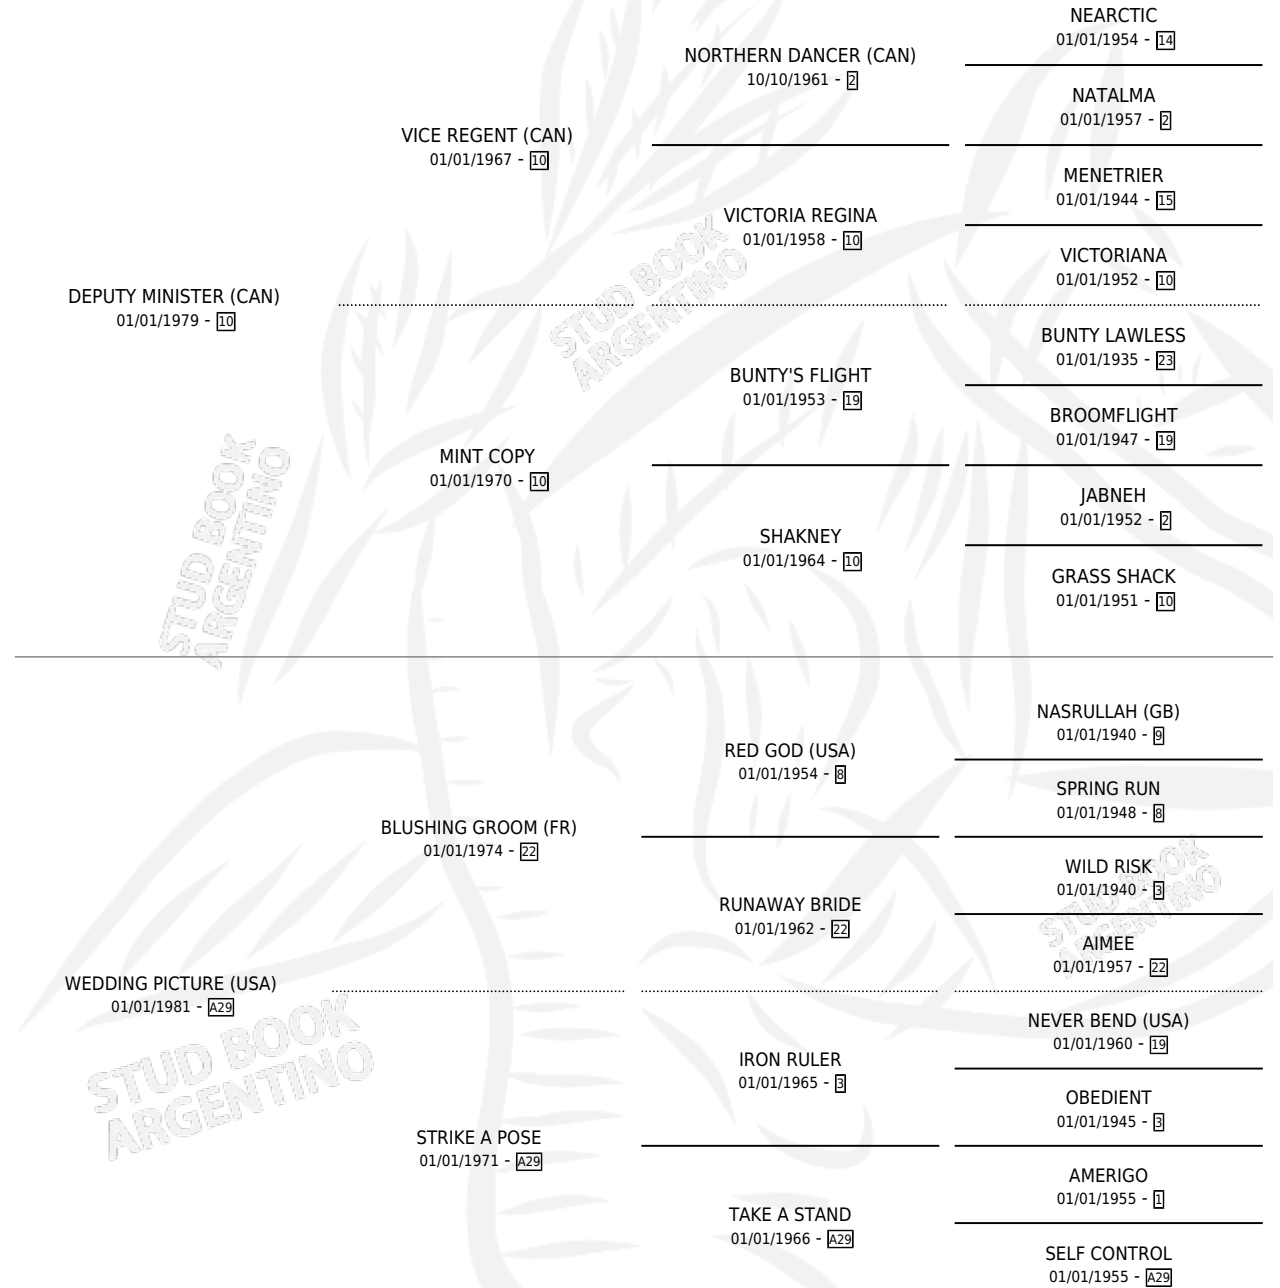 NEARCTIC
01/01/1954 - 14
NORTHERN DANCER (CAN)
10/10/1961 - 2
NATALMA
01/01/1957 - 2
VICE REGENT (CAN)
01/01/1967 - 10
MENETRIER
01/01/1944 - 15
VICTORIA REGINA
01/01/1958 - 10
VICTORIANA
01/01/1952 - 10
DEPUTY MINISTER (CAN)
01/01/1979 - 10
STUD BOOK
ARGENTINO
BUNTY LAWLESS
01/01/1935 - 23
BUNTY'S FLIGHT
01/01/1953 - 19
BROOMFLIGHT
01/01/1947 - 19
MINT COPY
01/01/1970 - 10
STUD BOOK
ARGENTINO
JABNEH
01/01/1952 - 2
SHAKNEY
01/01/1964 - 10
GRASS SHACK
01/01/1951 - 10
NASRULLAH (GB)
01/01/1940 - 9
RED GOD (USA)
01/01/1954 - 8
SPRING RUN
01/01/1948 - 8
BLUSHING GROOM (FR)
01/01/1974 - 22
WILD RISK
01/01/1940 - 3
RUNAWAY BRIDE
01/01/1962 - 22
STUD BOOK
ARGENTINO
AIMEE
01/01/1957 - 22
WEDDING PICTURE (USA)
01/01/1981 - A29
STUD BOOK
ARGENTINO
NEVER BEND (USA)
01/01/1960 - 19
IRON RULER
01/01/1965 - 3
OBEDIENT
01/01/1945 - 3
STRIKE A POSE
01/01/1971 - A29
AMERIGO
01/01/1955 - 1
TAKE A STAND
01/01/1966 - A29
SELF CONTROL
01/01/1955 - A29